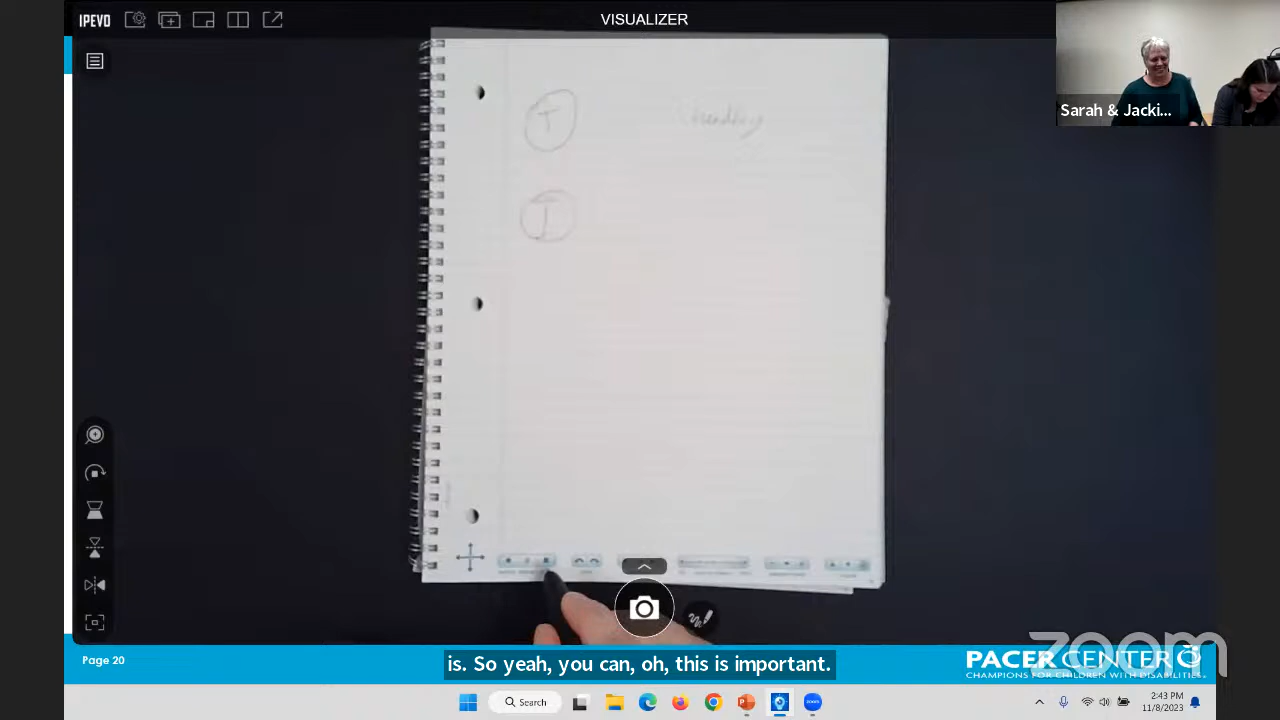 IPEVO
VISUALIZER
Sarah & Jacki...
T
I
is. So yeah, you can, oh, this is important.
Page 20
zoom
PACER CENTER
CHAMPIONS FOR CHILDREN WITH DISABILITIES
Search
2:43 PM
11/8/2023